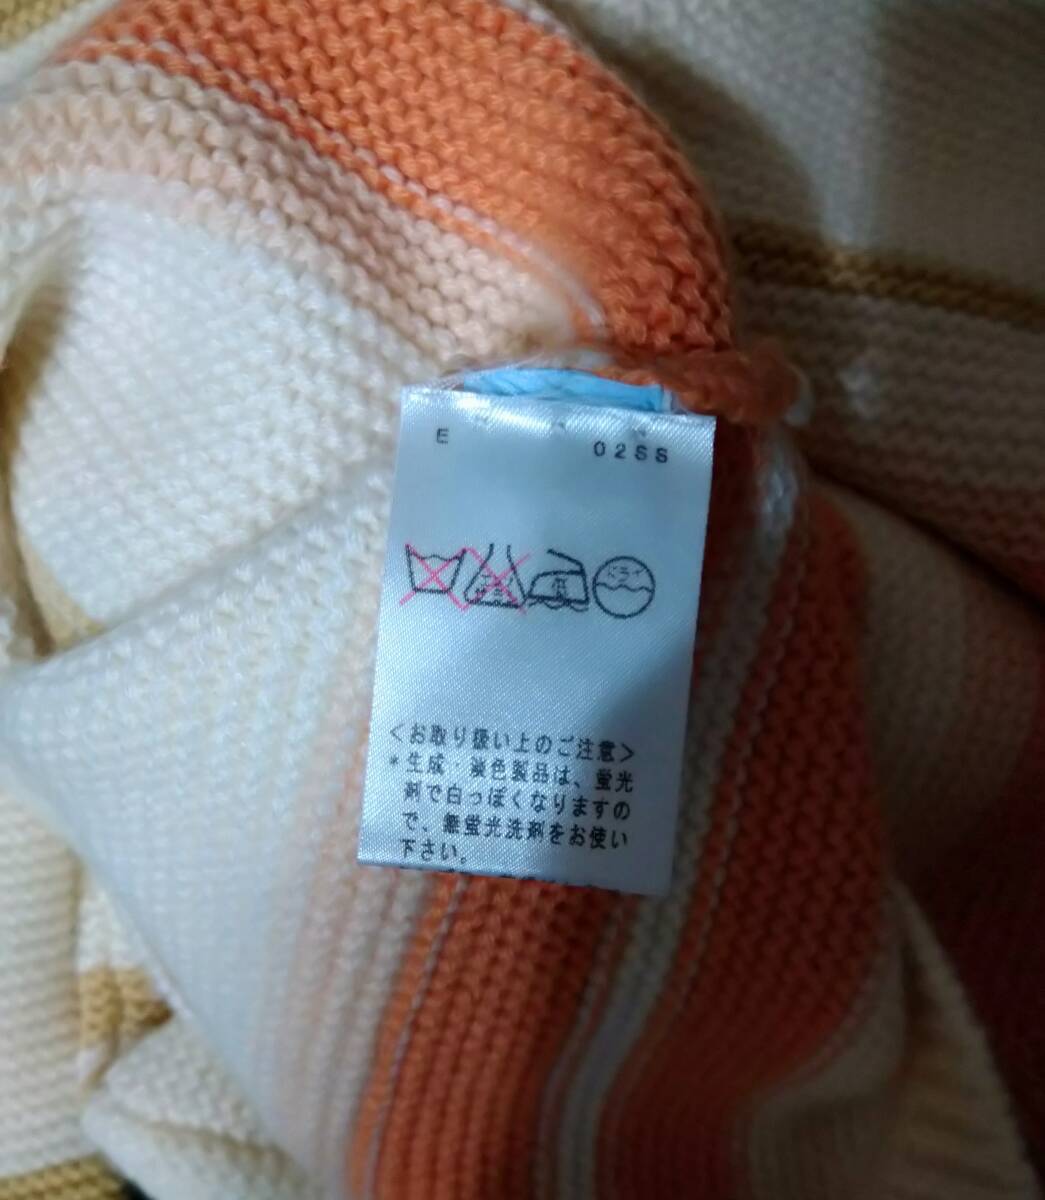 E 02SS
低 ドライ
<お取り扱い上のご注意>
*生成・淡色製品は、蛍光
剤で白っぽくなりますの
で、無蛍光洗剤をお使い
下さい。